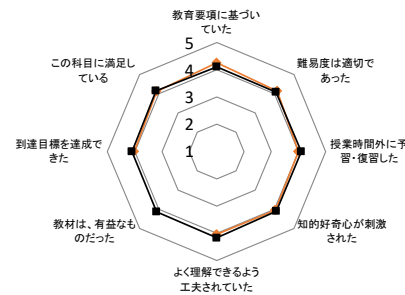 教育要項に基づい
ていた
難易度は適切で
あった
授業時間外に予
習・復習した
知的好奇心が刺激
された
よく理解できるよう
工夫されていた
教材は、有益なも
のだった
到達目標を達成で
きた
この科目に満足し
ている
5
4
3
2
1